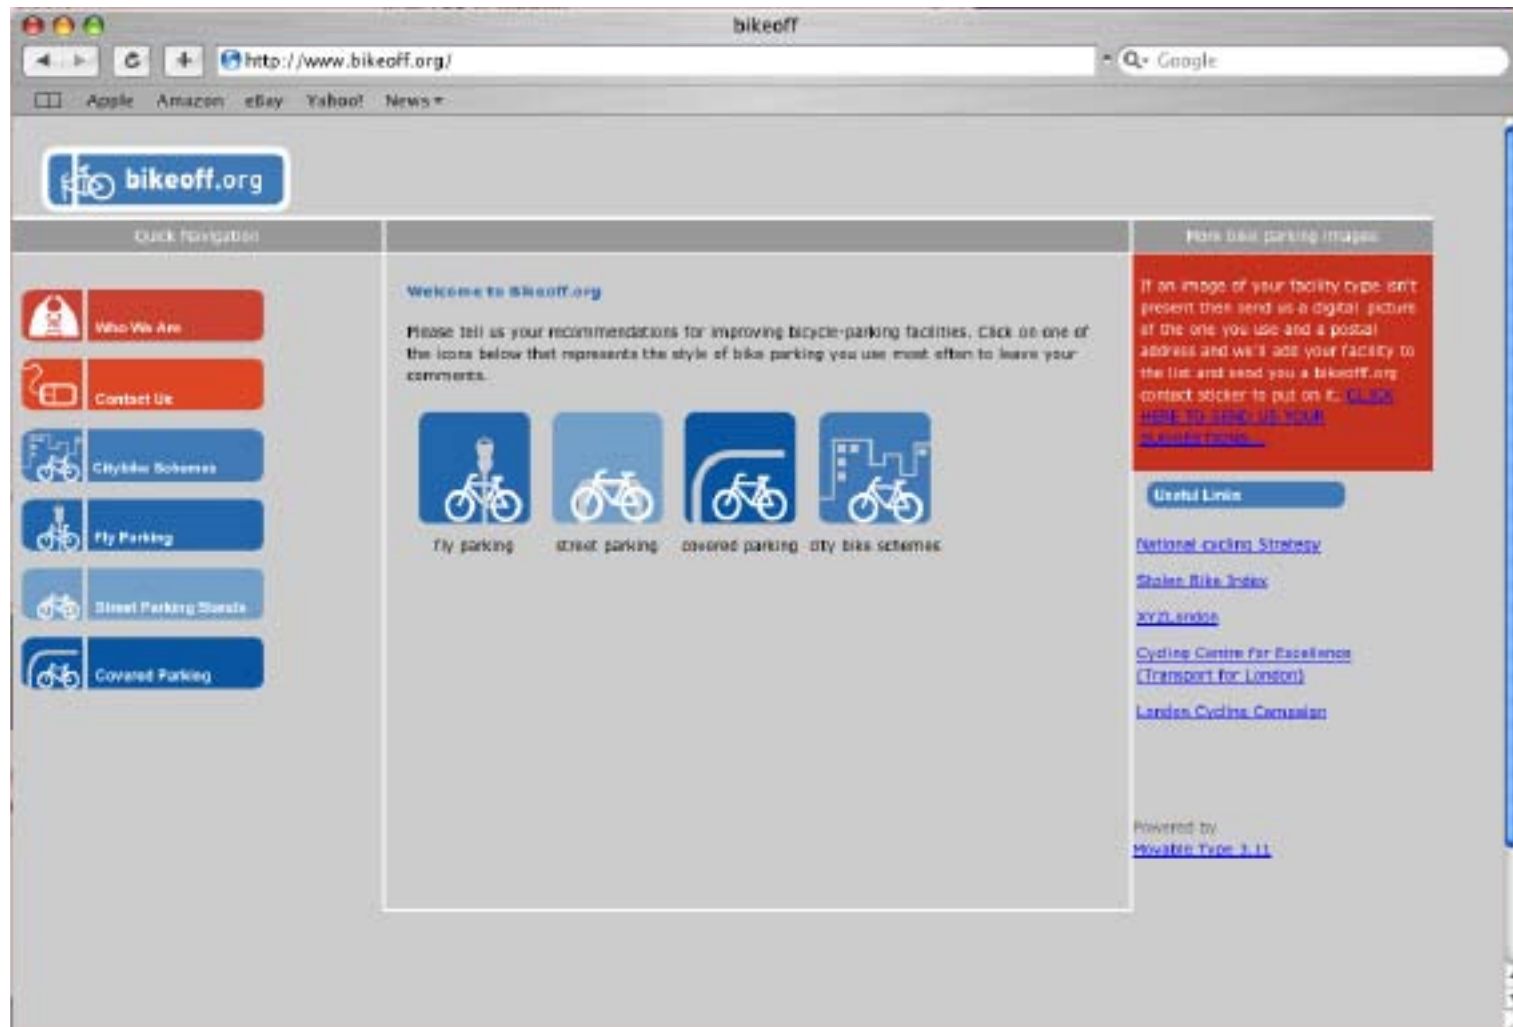 bikeoff
http://www.bikeoff.org/
Google
Apple Amazon eBay Yahoo! News
bikeoff.org
Quick Navigation
More bike parking images
Who We Are
Contact Us
Citybike Schemes
Fly Parking
Street Parking Stands
Covered Parking
Welcome to Bikeoff.org
Please tell us your recommendations for improving bicycle-parking facilities. Click on one of
the icons below that represents the style of bike parking you use most often to leave your
comments.
fly parking street parking covered parking city bike schemes
If an image of your facility type isn't
present then send us a digital picture
of the one you use and a postal
address and we'll add your facility to
the list and send you a bikeoff.org
contact sticker to put on it. CLICK
HERE TO SEND US YOUR
SUGGESTIONS...
Useful Links
National cycling Strategy
Stolen Bike Index
XYZLondon
Cycling Centre for Excellence
(Transport for London)
London Cycling Campaign
Powered by
Movable Type 3.11